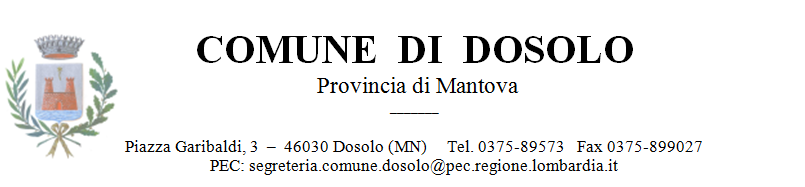 COMUNE DI DOSOLO
Provincia di Mantova
Piazza Garibaldi, 3 – 46030 Dosolo (MN) Tel. 0375-89573 Fax 0375-899027
PEC: segreteria.comune.dosolo@pec.regione.lombardia.it